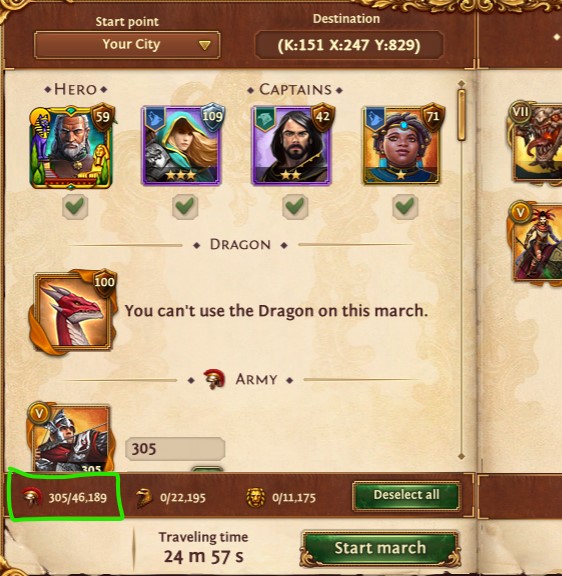 Start point
Your City
Destination
(K:151 X:247 Y:829)
HERO
CAPTAINS
59
109
42
71
VII
V
DRAGON
100
You can't use the Dragon on this march.
ARMY
V
305
305
305/46,189
0/22,195
0/11,175
Deselect all
Traveling time
24 m 57 s
Start march